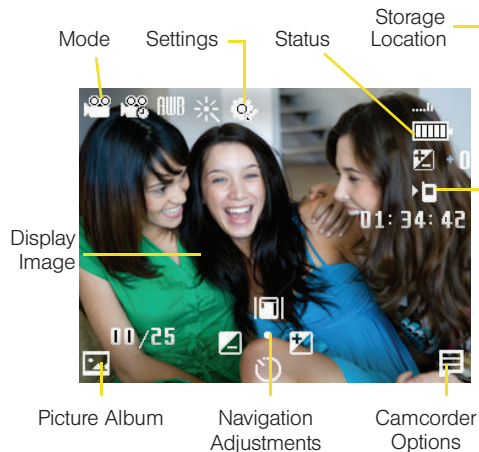 Storage
Location
Mode
Settings
Status
AWB
+0
01:34:42
Display
Image
00/25
Picture Album
Navigation
Adjustments
Camcorder
Options